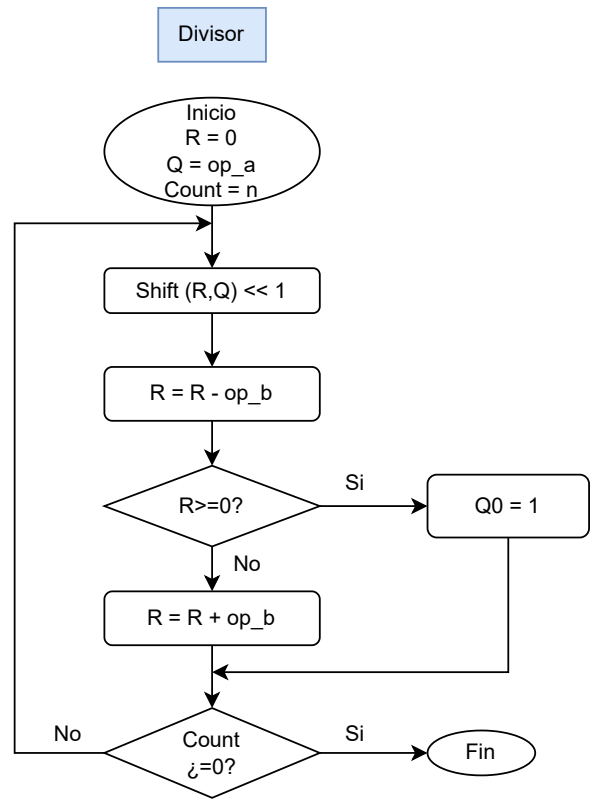 Divisor
Inicio
R = 0
Q = op_a
Count = n
Shift (R,Q) << 1
R = R - op_b
R>=0?
Si
Q0 = 1
No
R = R + op_b
No
Count
¿=0?
Si
Fin